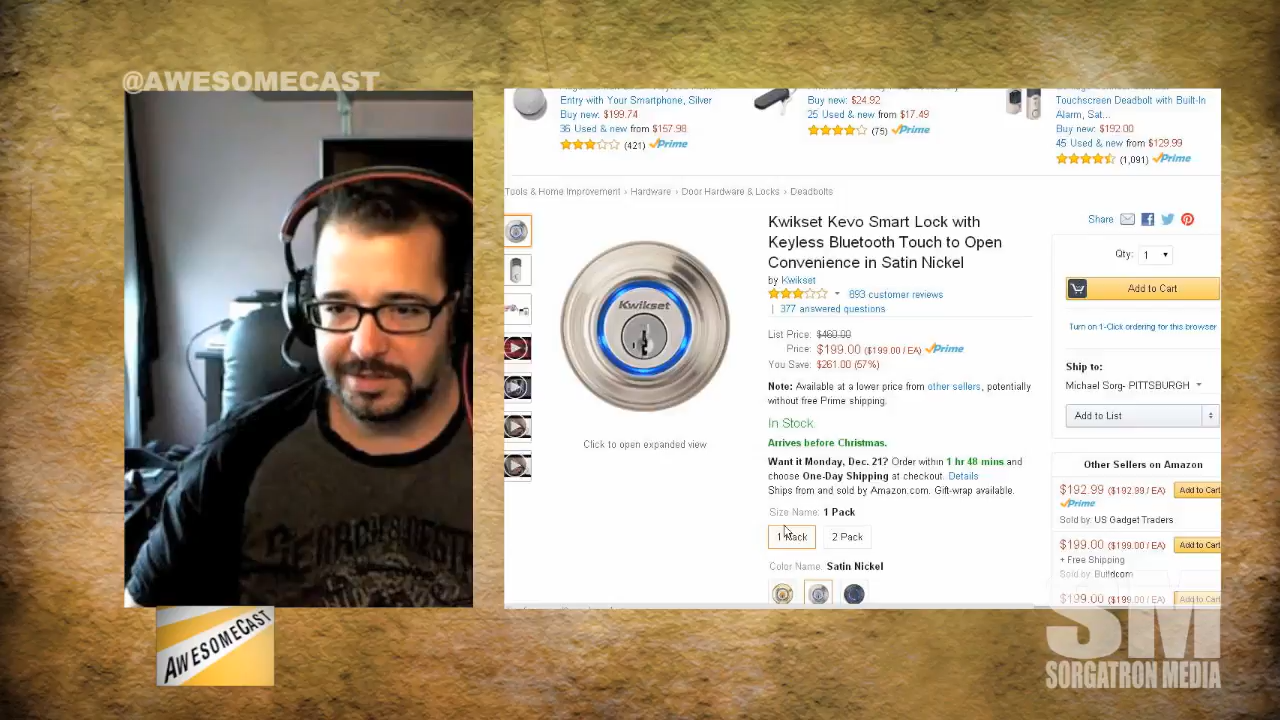 @AWESOMECAST
Entry with Your Smartphone, Silver
Buy new: $199.74
36 Used & new from $157.98
(421) Prime
Buy new: $24.92
25 Used & new from $17.49
(75) Prime
Touchscreen Deadbolt with Built-In
Alarm, Sat...
Buy new: $192.00
45 Used & new from $129.99
(1,091) Prime
Tools & Home Improvement › Hardware › Door Hardware & Locks › Deadbolts
Kwikset
Click to open expanded view
Kwikset Kevo Smart Lock with
Keyless Bluetooth Touch to Open
Convenience in Satin Nickel
by Kwikset
893 customer reviews
| 377 answered questions
List Price: $460.00
Price: $199.00 ($199.00 / EA) Prime
You Save: $261.00 (57%)
Note: Available at a lower price from other sellers, potentially
without free Prime shipping.
In Stock.
Arrives before Christmas.
Want it Monday, Dec. 21? Order within 1 hr 48 mins and
choose One-Day Shipping at checkout. Details
Ships from and sold by Amazon.com. Gift-wrap available.
Size Name: 1 Pack
1 Pack
2 Pack
Color Name: Satin Nickel
Share
Qty: 1
Add to Cart
Turn on 1-Click ordering for this browser
Ship to:
Michael Sorg- PITTSBURGH
Add to List
Other Sellers on Amazon
$192.99 ($192.99 / EA) Add to Cart
Prime
Sold by: US Gadget Traders
$199.00 ($199.00 / EA) Add to Cart
+ Free Shipping
Sold by: Buildcom
$199.00 ($199.00 / EA) Add to Cart
AWESOMECAST
SM
SORGATRON MEDIA